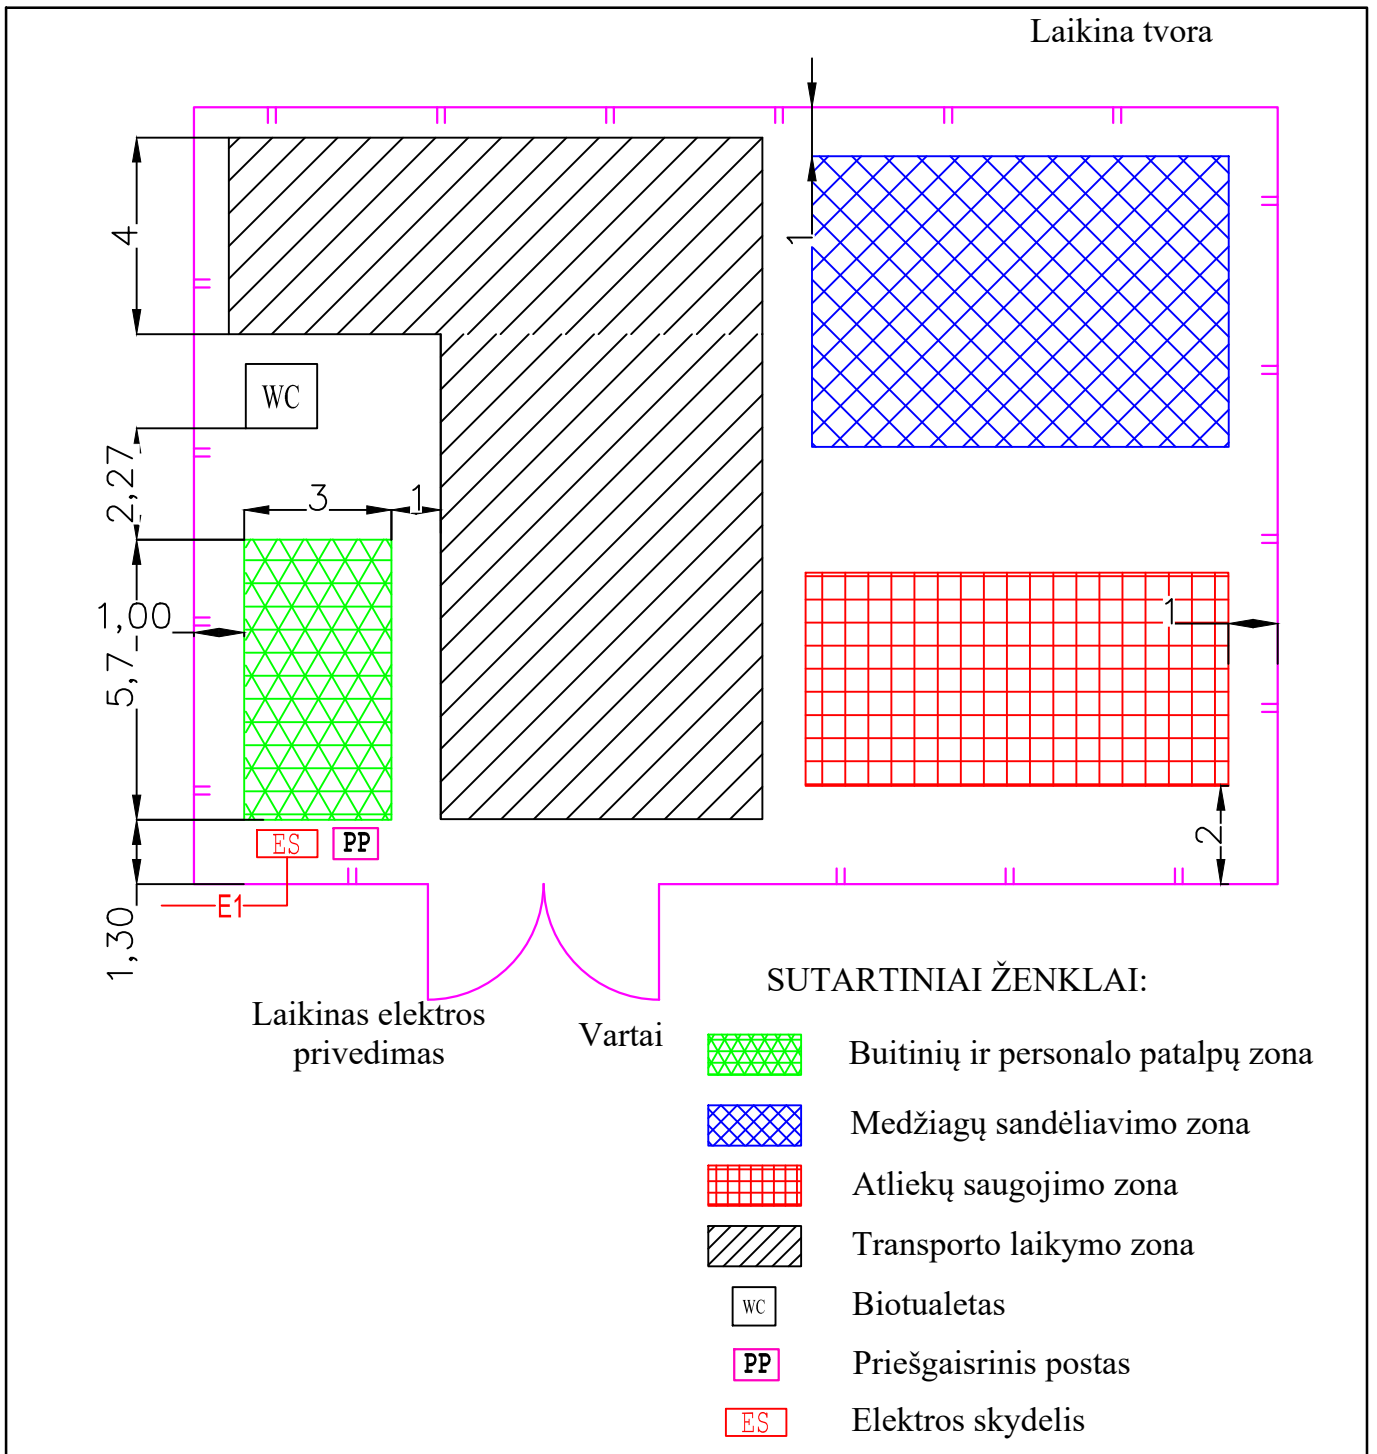 Laikina tvora
1
4
WC
2,27
3
1
1,00
5,7
1
2
ES
PP
E1
1,30
Laikinas elektros
privedimas
Vartai
SUTARTINIAI ŽENKLAI:
Buitinių ir personalo patalpų zona
Medžiagų sandėliavimo zona
Atliekų saugojimo zona
Transporto laikymo zona
WC
Biotualetas
PP
Priešgaisrinis postas
ES
Elektros skydelis